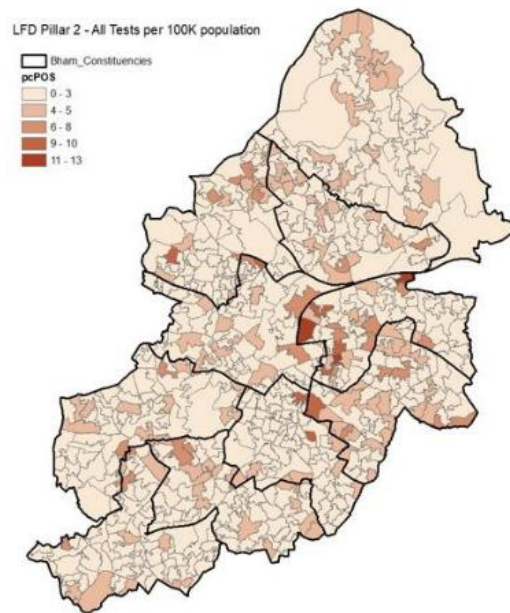 LFD Pillar 2 - All Tests per 100K population
Bham_Constituencies
pcPOS
0 - 3
4 - 5
6 - 8
9 - 10
11 - 13